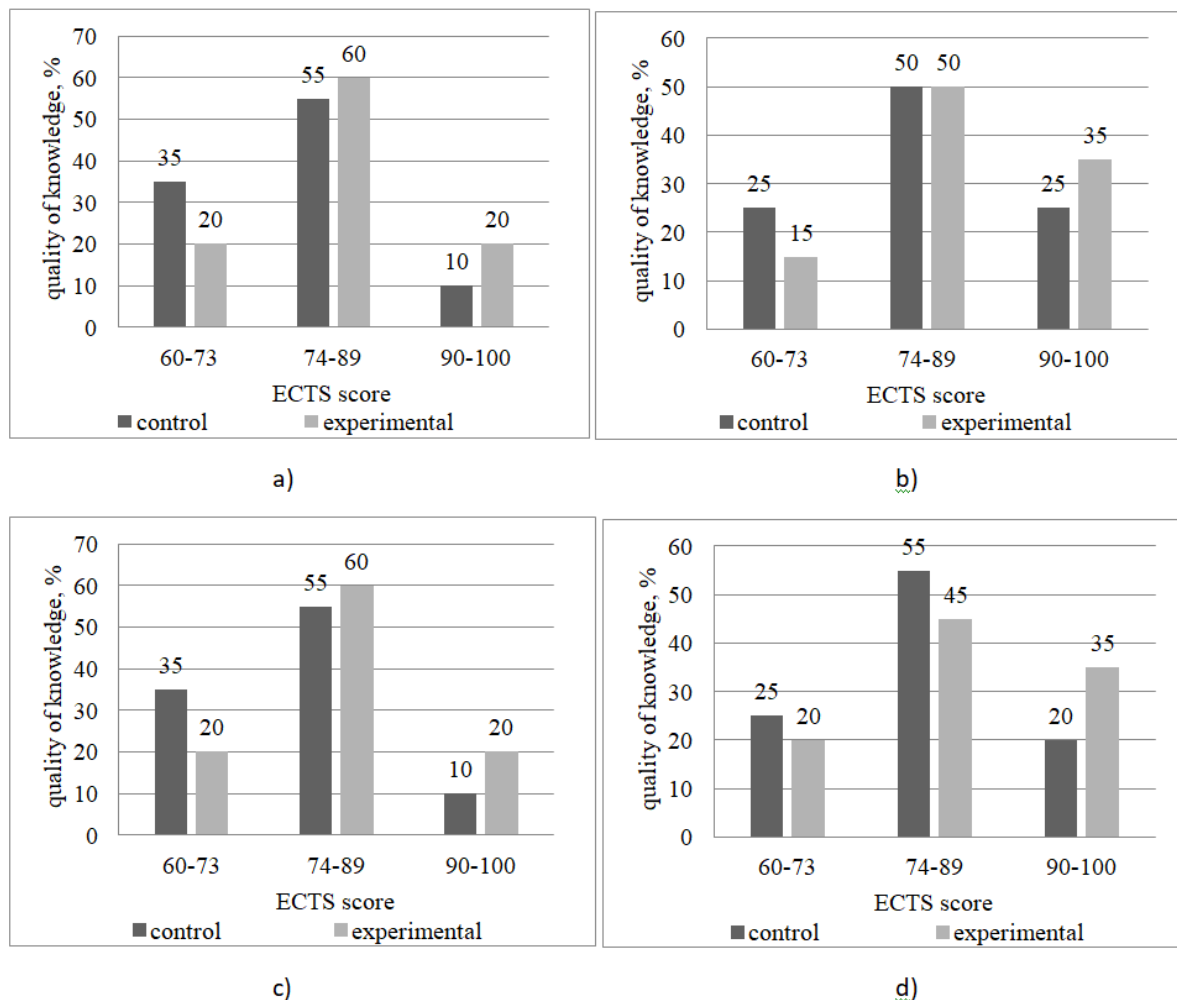 quality of knowledge, %
70
60
50
40
30
20
10
0
35
20
55
60
10
20
60-73 74-89 90-100
ECTS score
control experimental
a)
quality of knowledge, %
60
50
40
30
20
10
0
25
15
50
50
25
35
60-73 74-89 90-100
ECTS score
control experimental
b)
quality of knowledge, %
70
60
50
40
30
20
10
0
35
20
55
60
10
20
60-73 74-89 90-100
ECTS score
control experimental
c)
quality of knowledge, %
60
50
40
30
20
10
0
25
20
55
45
20
35
60-73 74-89 90-100
ECTS score
control experimental
d)